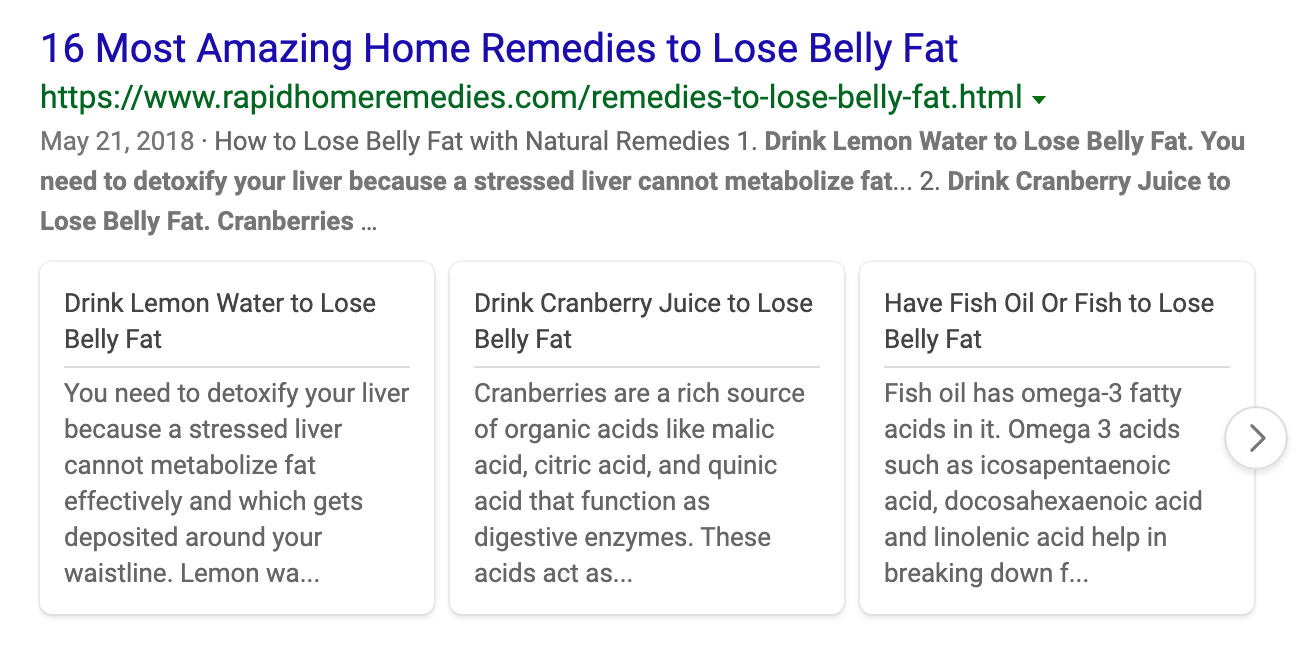 16 Most Amazing Home Remedies to Lose Belly Fat
https://www.rapidhomeremedies.com/remedies-to-lose-belly-fat.html
May 21, 2018 · How to Lose Belly Fat with Natural Remedies 1. Drink Lemon Water to Lose Belly Fat. You
need to detoxify your liver because a stressed liver cannot metabolize fat... 2. Drink Cranberry Juice to
Lose Belly Fat. Cranberries ...
Drink Lemon Water to Lose
Belly Fat
You need to detoxify your liver
because a stressed liver
cannot metabolize fat
effectively and which gets
deposited around your
waistline. Lemon wa...
Drink Cranberry Juice to Lose
Belly Fat
Cranberries are a rich source
of organic acids like malic
acid, citric acid, and quinic
acid that function as
digestive enzymes. These
acids act as...
Have Fish Oil Or Fish to Lose
Belly Fat
Fish oil has omega-3 fatty
acids in it. Omega 3 acids
such as icosapentaenoic
acid, docosahexaenoic acid
and linolenic acid help in
breaking down f...